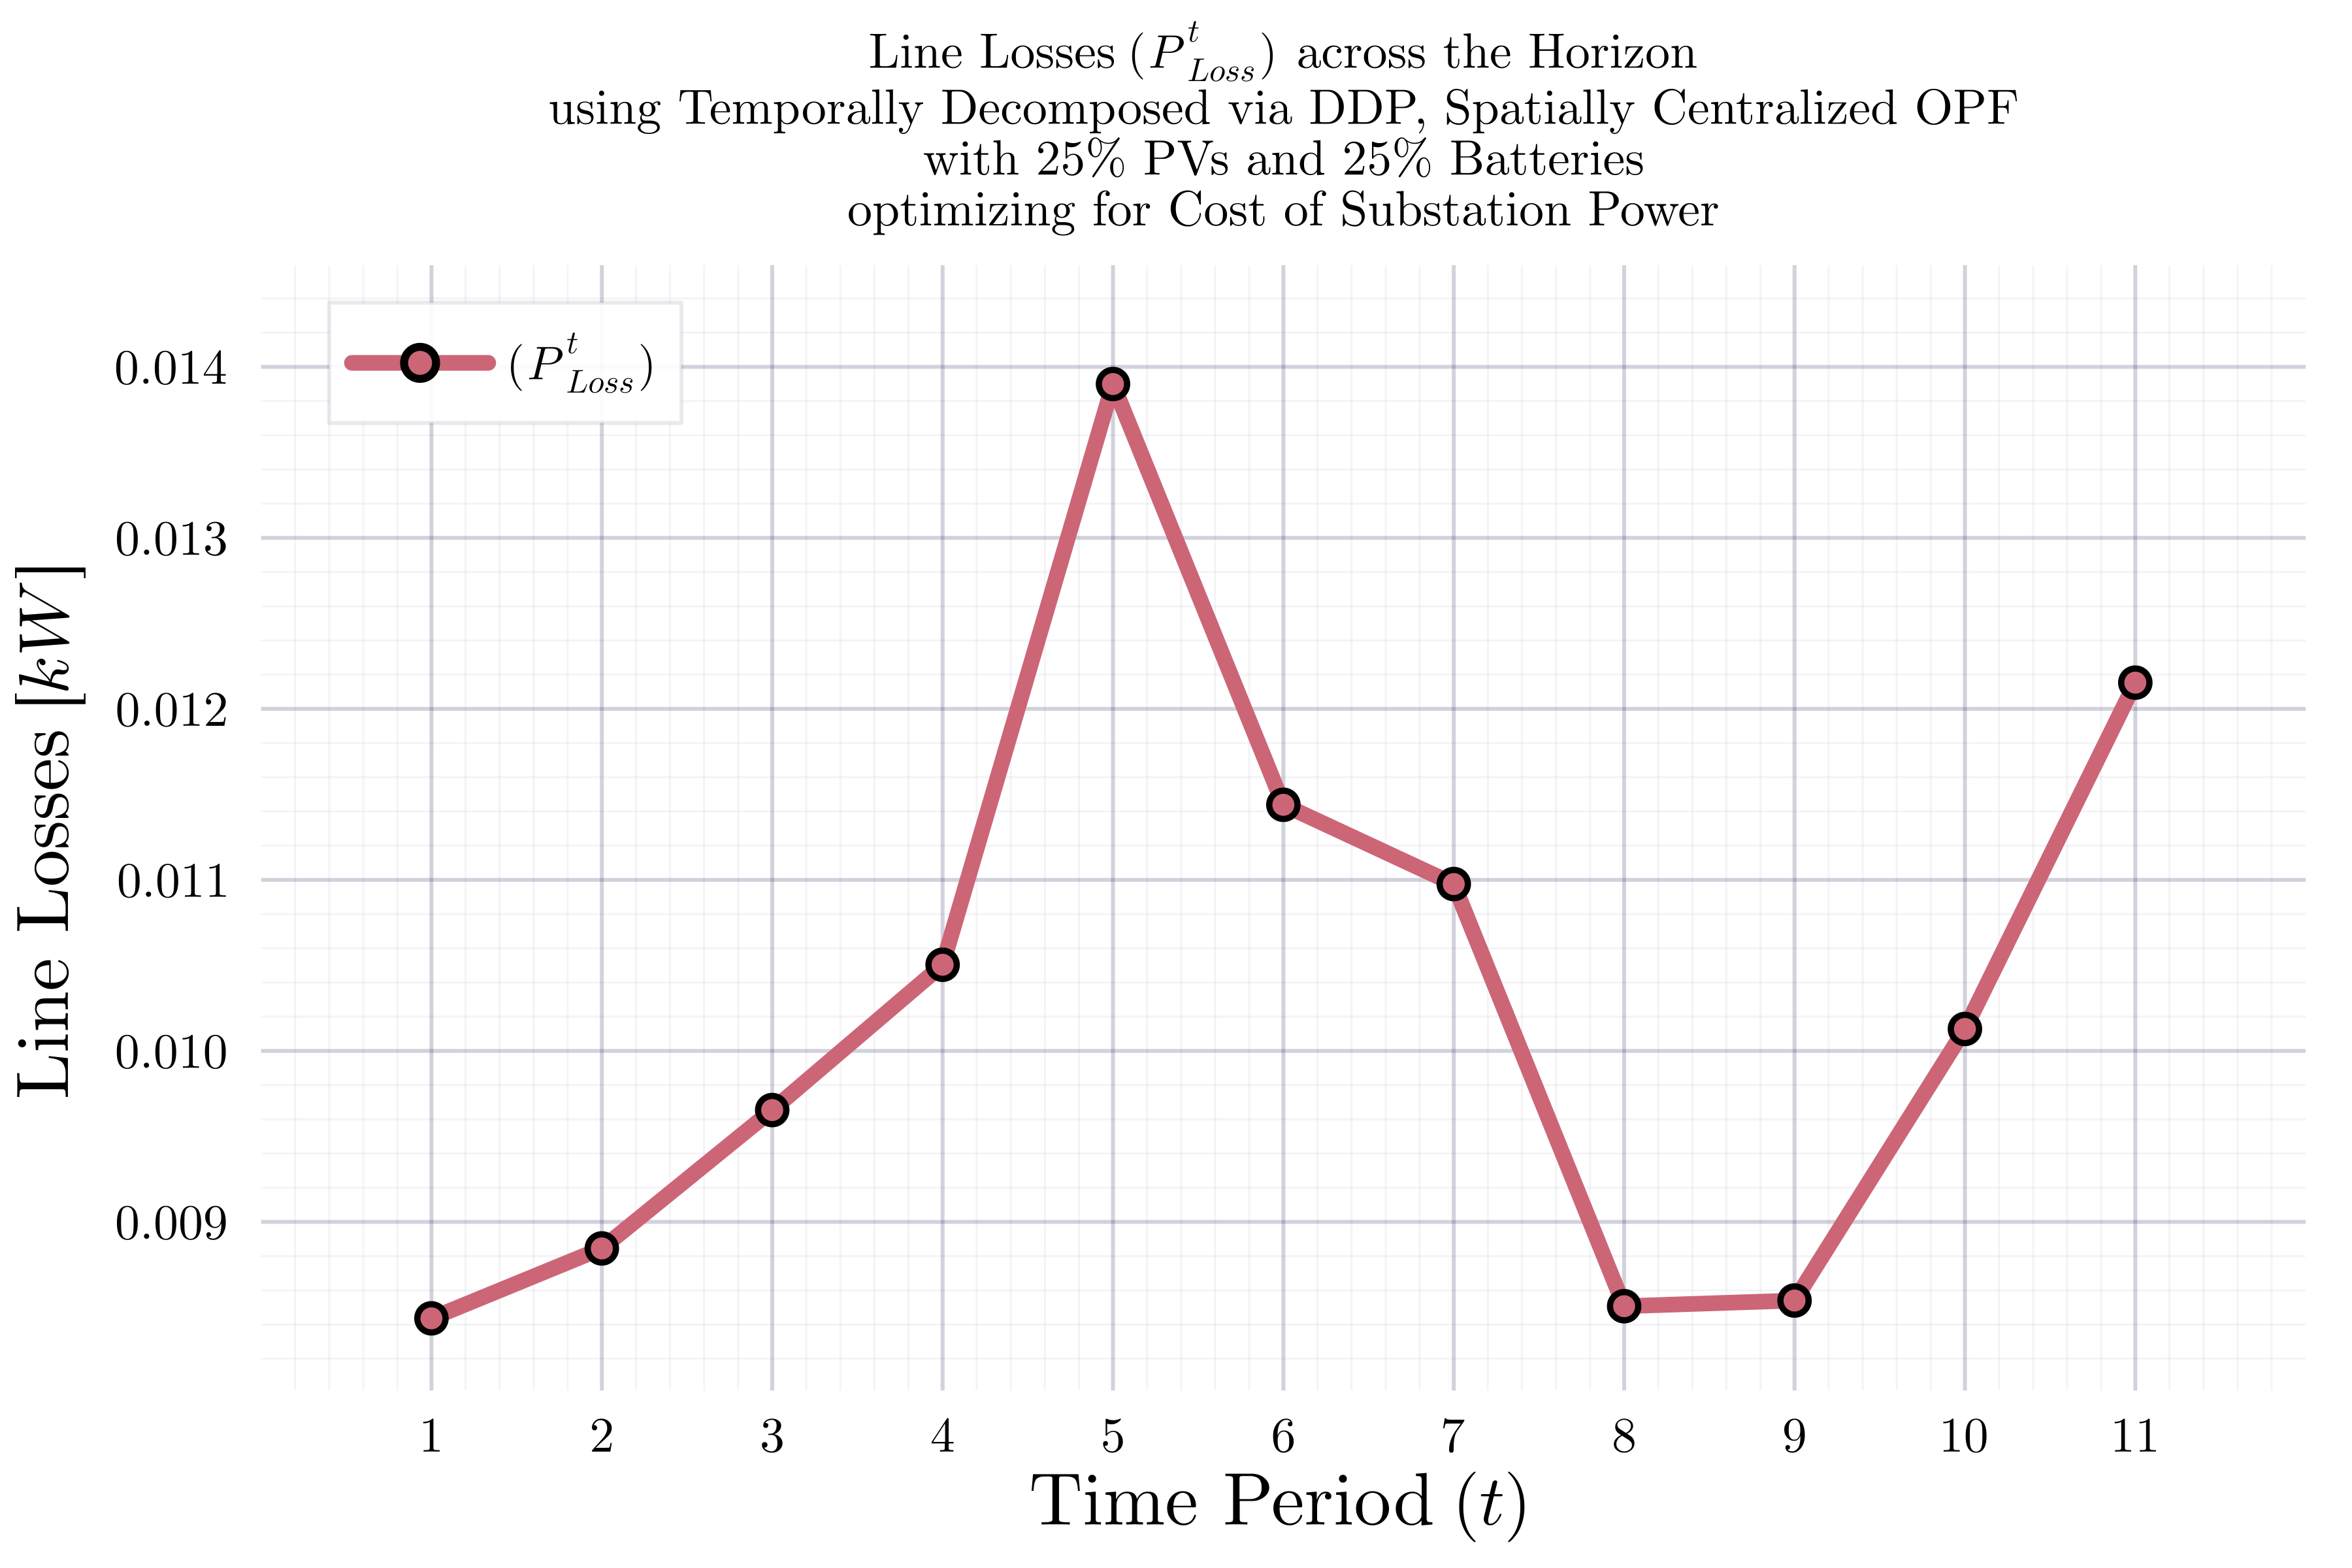 Line Losses (P^t_Loss) across the Horizon
using Temporally Decomposed via DDP, Spatially Centralized OPF
with 25% PVs and 25% Batteries
optimizing for Cost of Substation Power
(P^t_Loss)
Line Losses [kW]
0.014
0.013
0.012
0.011
0.010
0.009
1 2 3 4 5 6 7 8 9 10 11
Time Period (t)